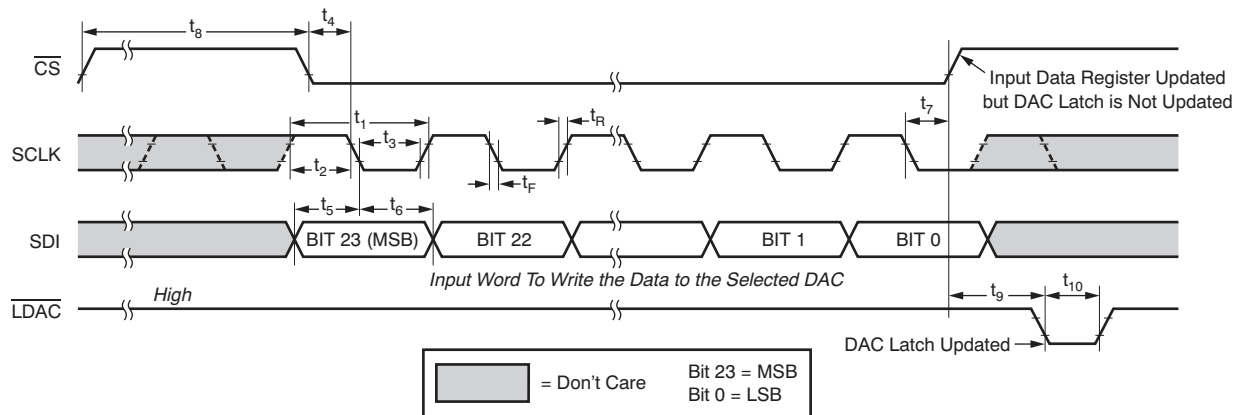 t8
t4
CS
Input Data Register Updated
but DAC Latch is Not Updated
t7
t1
tR
t3
SCLK
t2
tF
t5
t6
SDI
BIT 23 (MSB)
BIT 22
BIT 1
BIT 0
Input Word To Write the Data to the Selected DAC
High
t9
t10
LDAC
DAC Latch Updated
= Don't Care
Bit 23 = MSB
Bit 0 = LSB